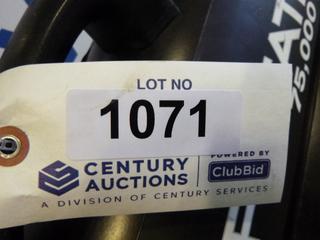 LOT NO
1071
CENTURY
AUCTIONS
POWERED BY
ClubBid
A DIVISION OF CENTURY SERVICES
75,000